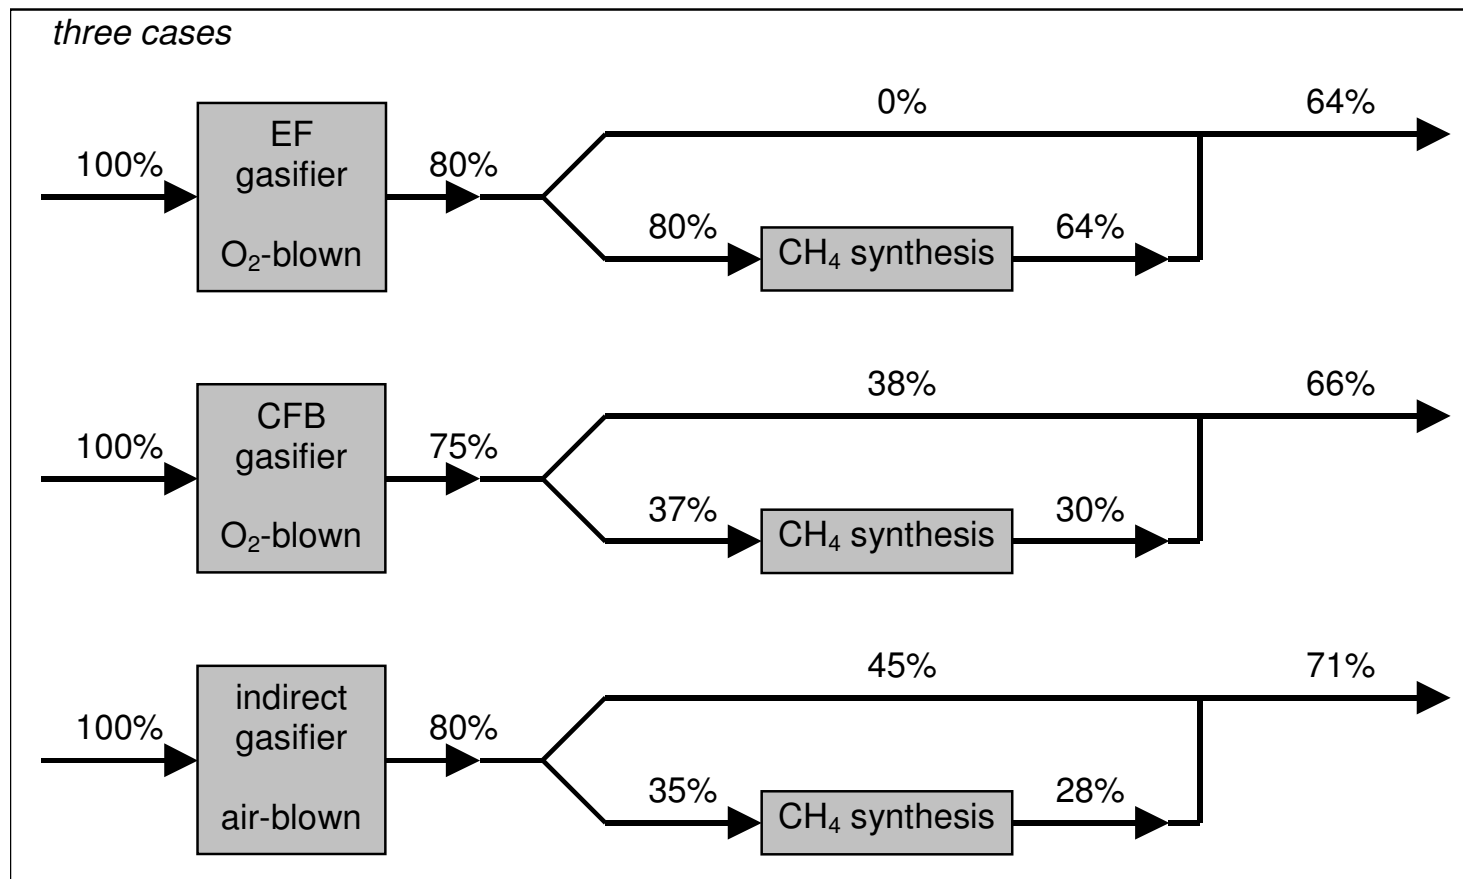 three cases
0%
64%
EF
gasifier
O₂-blown
100%
80%
80%
CH₄ synthesis
64%
38%
66%
CFB
gasifier
O₂-blown
100%
75%
37%
CH₄ synthesis
30%
45%
71%
indirect
gasifier
air-blown
100%
80%
35%
CH₄ synthesis
28%